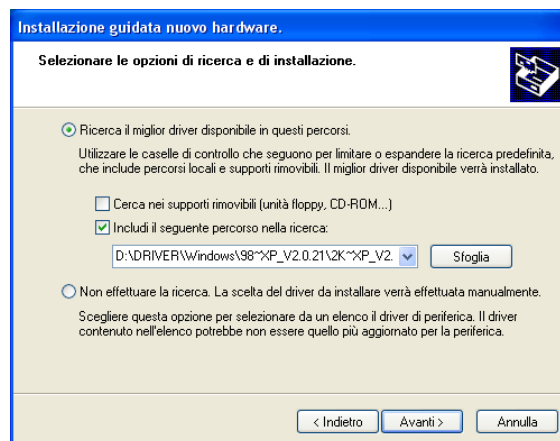 Installazione guidata nuovo hardware.
Selezionare le opzioni di ricerca e di installazione.
Ricerca il miglior driver disponibile in questi percorsi.
Utilizzare le caselle di controllo che seguono per limitare o espandere la ricerca predefinita,
che include percorsi locali e supporti rimovibili. Il miglior driver disponibile verrà installato.
Cerca nei supporti rimovibili (unità floppy, CD-ROM...)
Includi il seguente percorso nella ricerca:
D:\DRIVER\Windows\98~XP_V2.0.21\2K~XP_V2.
Sfoglia
Non effettuare la ricerca. La scelta del driver da installare verrà effettuata manualmente.
Scegliere questa opzione per selezionare da un elenco il driver di periferica. Il driver
contenuto nell'elenco potrebbe non essere quello più aggiornato per la periferica.
< Indietro
Avanti >
Annulla